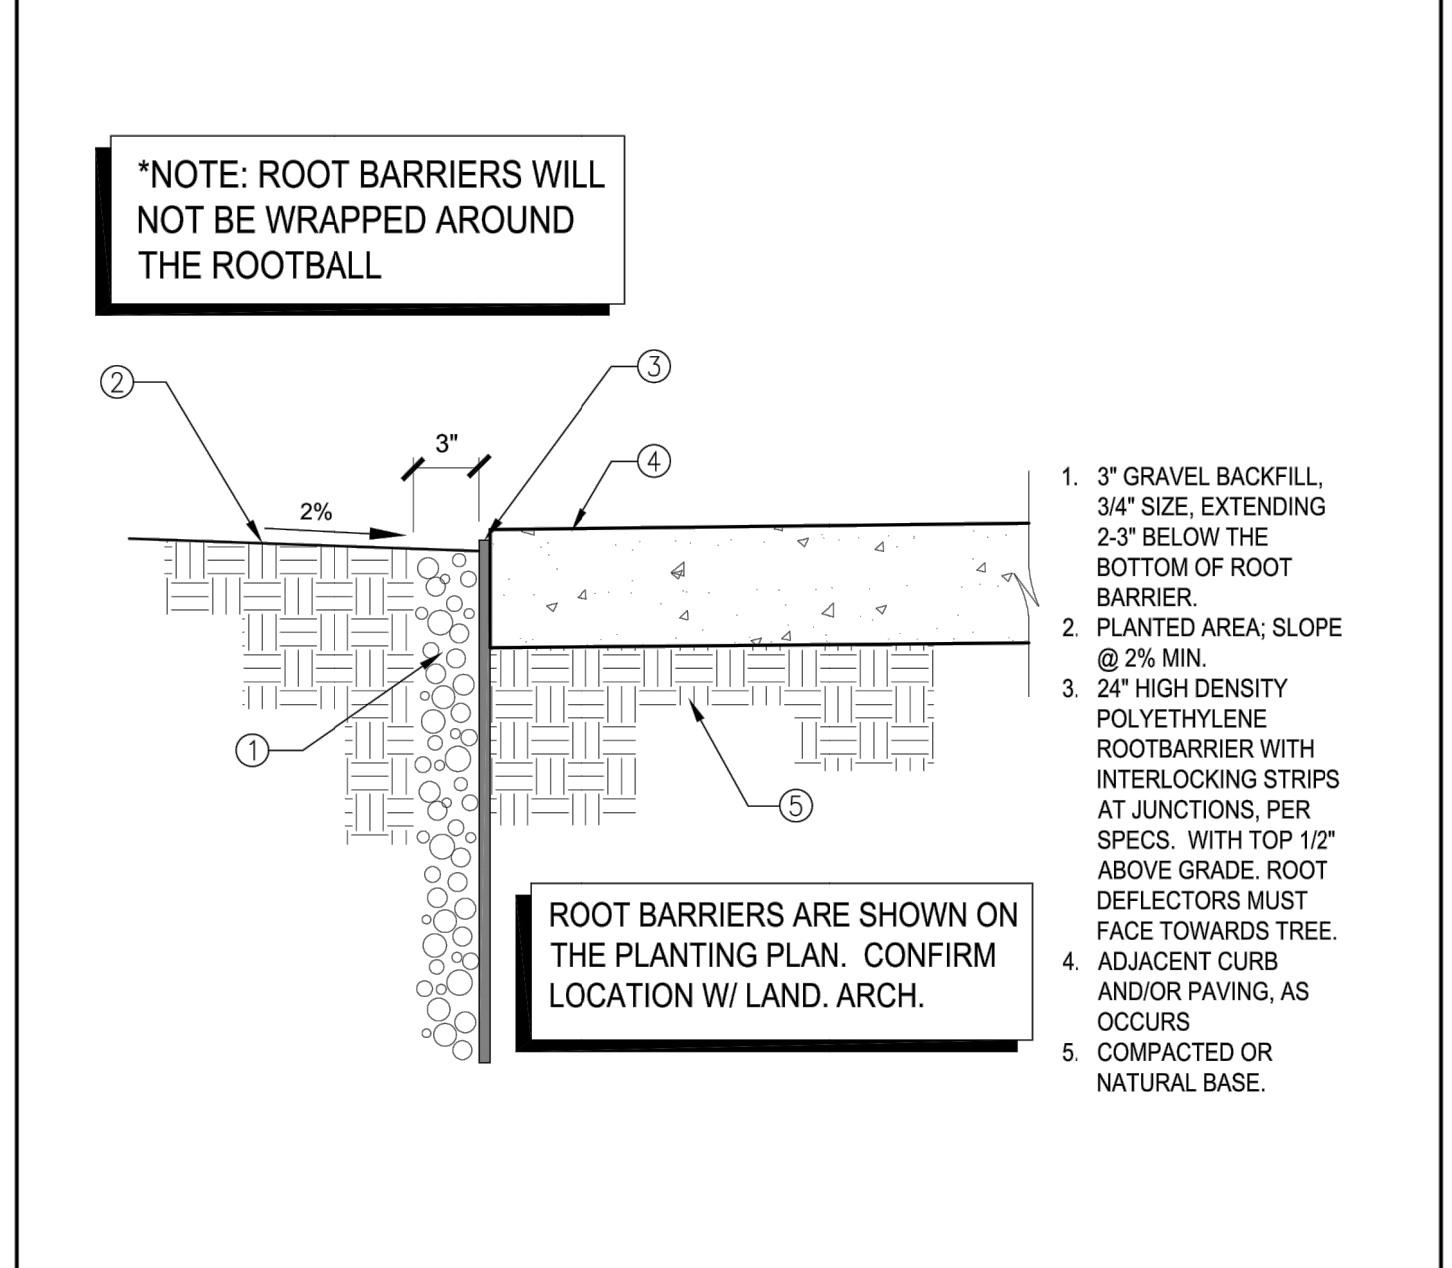 *NOTE: ROOT BARRIERS WILL
NOT BE WRAPPED AROUND
THE ROOTBALL
2
3
3"
4
2%
1
5
ROOT BARRIERS ARE SHOWN ON
THE PLANTING PLAN.  CONFIRM
LOCATION W/ LAND. ARCH.
1. 3" GRAVEL BACKFILL,
3/4" SIZE, EXTENDING
2-3" BELOW THE
BOTTOM OF ROOT
BARRIER.
2. PLANTED AREA; SLOPE
@ 2% MIN.
3. 24" HIGH DENSITY
POLYETHYLENE
ROOTBARRIER WITH
INTERLOCKING STRIPS
AT JUNCTIONS, PER
SPECS.  WITH TOP 1/2"
ABOVE GRADE. ROOT
DEFLECTORS MUST
FACE TOWARDS TREE.
4. ADJACENT CURB
AND/OR PAVING, AS
OCCURS
5. COMPACTED OR
NATURAL BASE.